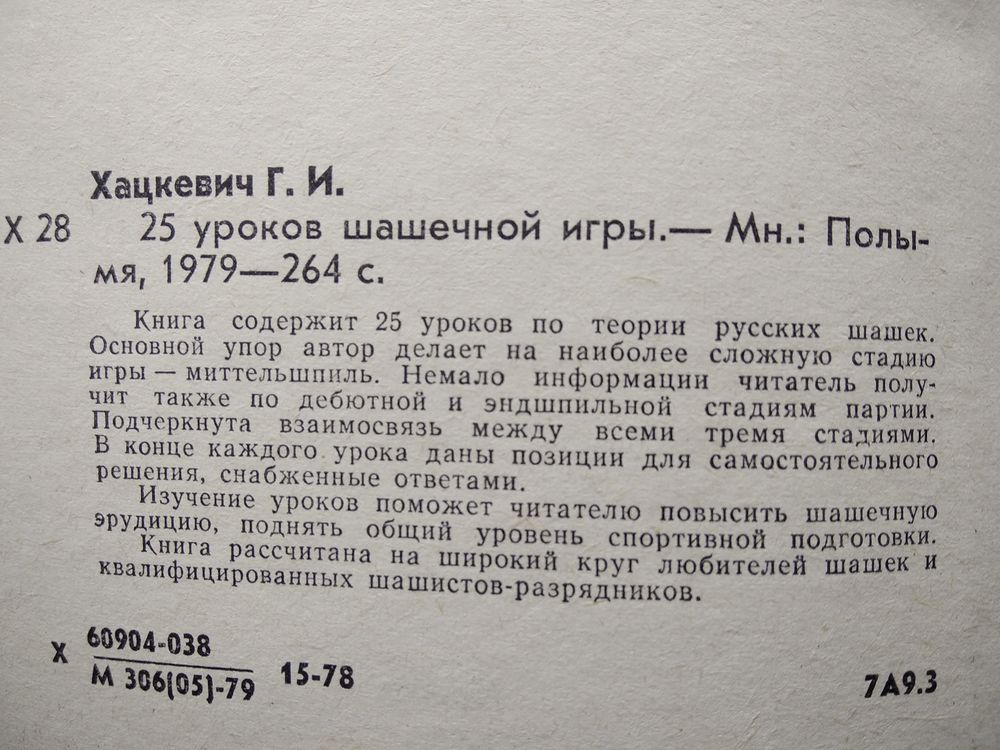 Хацкевич Г. И.
Х 28 25 уроков шашечной игры.— Мн.: Полы-
мя, 1979—264 с.
Книга содержит 25 уроков по теории русских шашек.
Основной упор автор делает на наиболее сложную стадию
игры — миттельшпиль. Немало информации читатель полу-
чит также по дебютной и эндшпильной стадиям партии.
Подчеркнута взаимосвязь между всеми тремя стадиями.
В конце каждого урока даны позиции для самостоятельного
решения, снабженные ответами.
Изучение уроков поможет читателю повысить шашечную
эрудицию, поднять общий уровень спортивной подготовки.
Книга рассчитана на широкий круг любителей шашек и
квалифицированных шашистов-разрядников.
Х 60904-038
М 306(05)-79 15-78
7А9.3